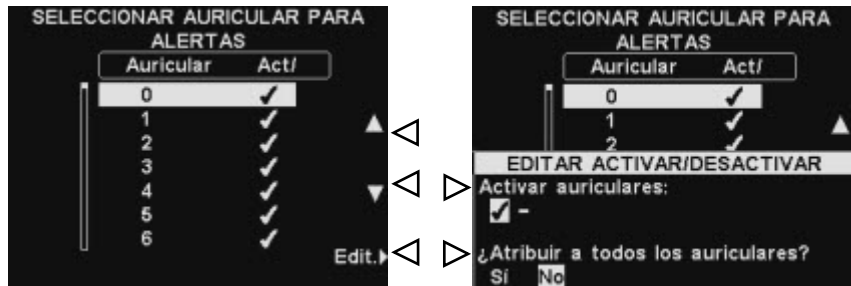 SELECCIONAR AURICULAR PARA
ALERTAS
Auricular Act/
0 ✓
1 ✓
2 ✓
3 ✓
4 ✓
5 ✓
6 ✓
Edit.
SELECCIONAR AURICULAR PARA
ALERTAS
Auricular Act/
0 ✓
1 ✓
2 ✓
EDITAR ACTIVAR/DESACTIVAR
Activar auriculares:
✓ -
¿Atribuir a todos los auriculares?
Sí No